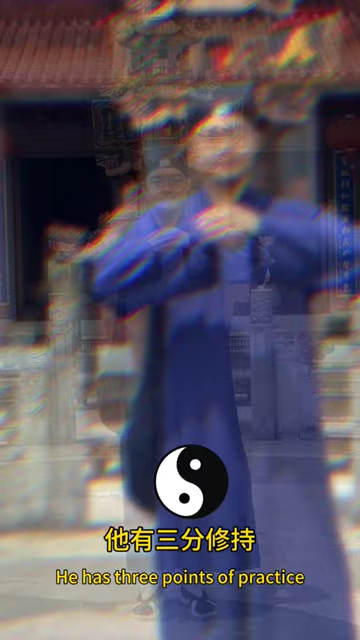 他有三分修持
He has three points of practice